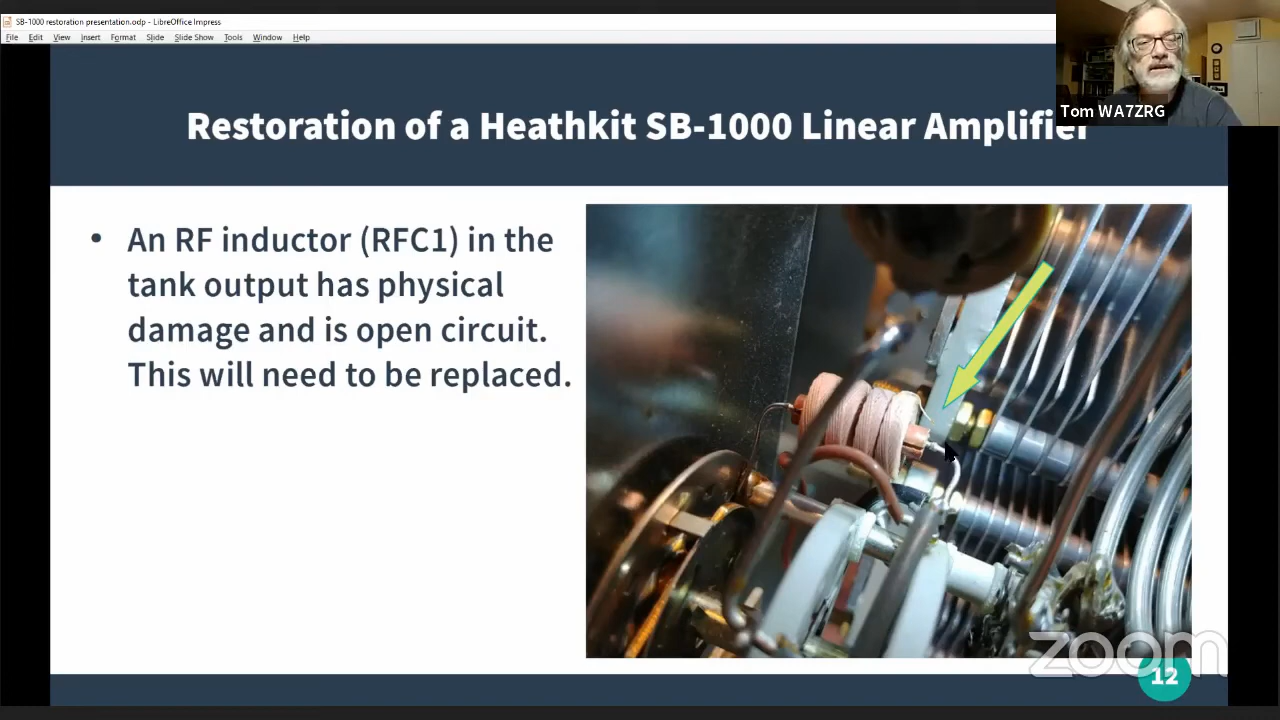 SB-1000 restoration presentation.odp - LibreOffice Impress
File Edit View Insert Format Slide Slide Show Tools Window Help
Tom WA7ZRG
Restoration of a Heathkit SB-1000 Linear Amplifier
• An RF inductor (RFC1) in the
tank output has physical
damage and is open circuit.
This will need to be replaced.
zoom
12